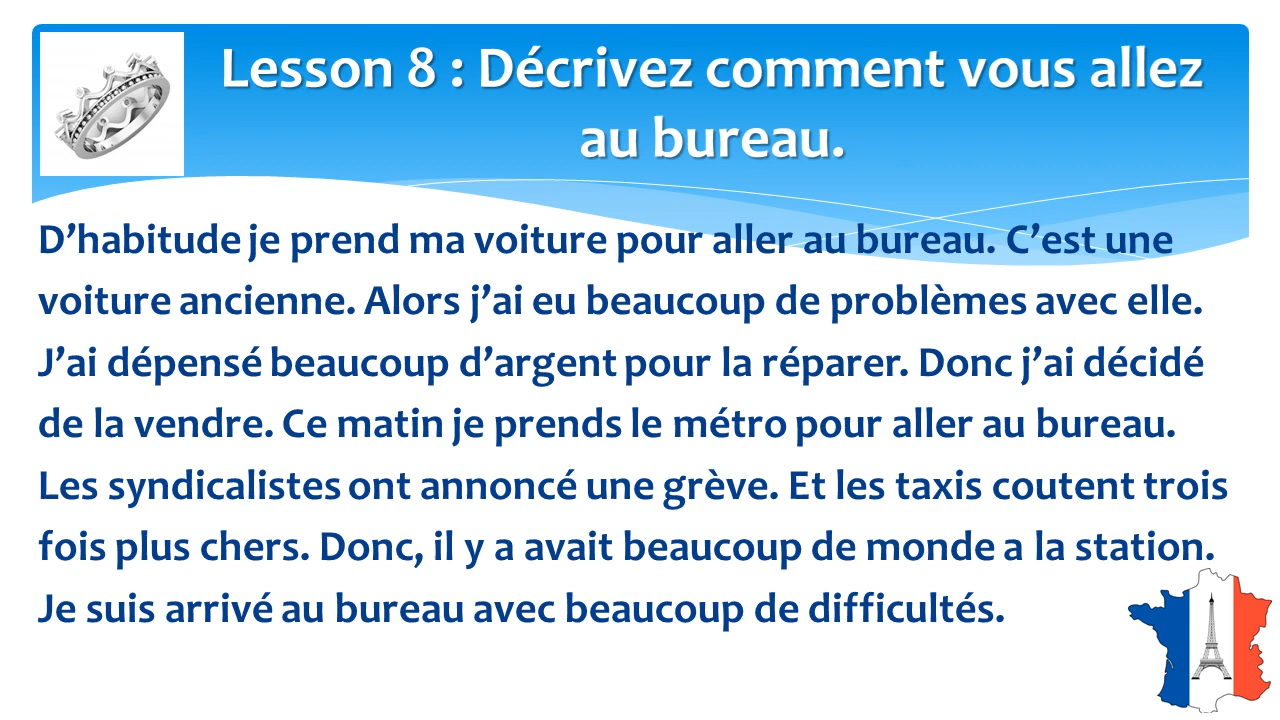 Lesson 8 : Décrivez comment vous allez
au bureau.
D’habitude je prend ma voiture pour aller au bureau. C’est une
voiture ancienne. Alors j’ai eu beaucoup de problèmes avec elle.
J’ai dépensé beaucoup d’argent pour la réparer. Donc j’ai décidé
de la vendre. Ce matin je prends le métro pour aller au bureau.
Les syndicalistes ont annoncé une grève. Et les taxis coutent trois
fois plus chers. Donc, il y a avait beaucoup de monde a la station.
Je suis arrivé au bureau avec beaucoup de difficultés.